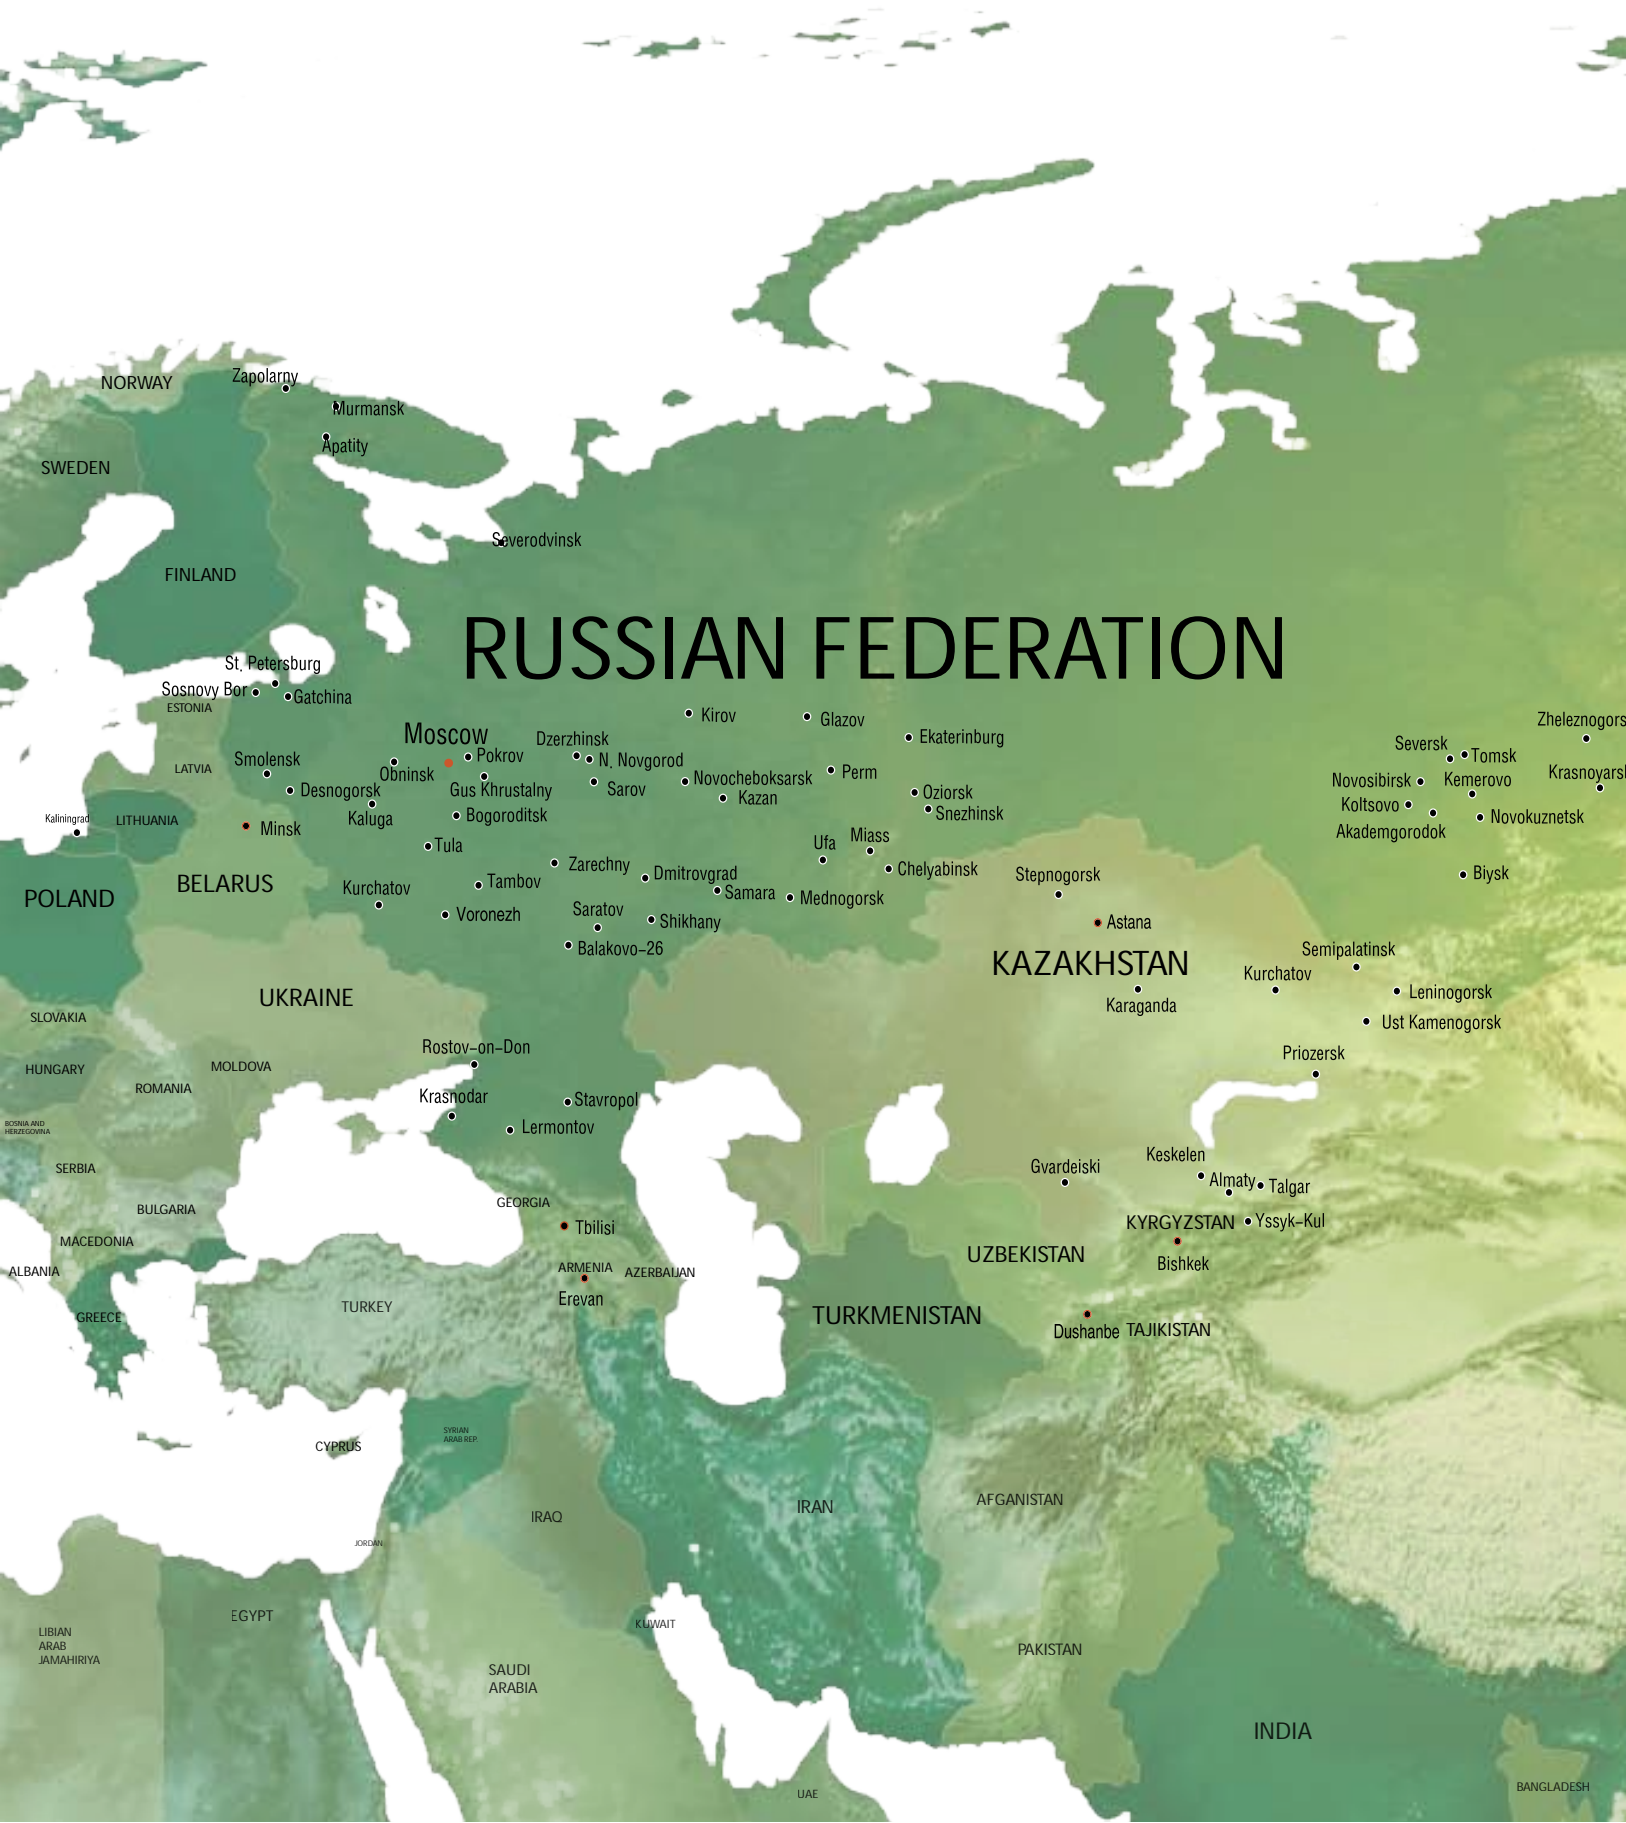 NORWAY
Zapolarny
Murmansk
Apatity
SWEDEN
Severodvinsk
FINLAND
RUSSIAN FEDERATION
St. Petersburg
Sosnovy Bor
Gatchina
ESTONIA
Kirov
Glazov
Zheleznogors
Moscow
Dzerzhinsk
Ekaterinburg
Seversk
Tomsk
Smolensk
Pokrov
N. Novgorod
LATVIA
Obninsk
Novocheboksarsk
Perm
Novosibirsk
Kemerovo
Krasnoyarsk
Desnogorsk
Gus Khrustalny
Sarov
Kazan
Oziorsk
Koltsovo
Kaliningrad
LITHUANIA
Minsk
Kaluga
Bogoroditsk
Snezhinsk
Akademgorodok
Novokuznetsk
Tula
Ufa
Miass
Zarechny
Dmitrovgrad
Chelyabinsk
Stepnogorsk
Biysk
POLAND
BELARUS
Kurchatov
Tambov
Samara
Mednogorsk
Voronezh
Saratov
Shikhany
Astana
Balakovo-26
KAZAKHSTAN
Semipalatinsk
Kurchatov
UKRAINE
Karaganda
Leninogorsk
SLOVAKIA
Ust Kamenogorsk
Rostov-on-Don
Priozersk
HUNGARY
ROMANIA
MOLDOVA
Krasnodar
Stavropol
BOSNIA AND
HERZEGOVINA
Lermontov
SERBIA
Gvardeiski
Keskelen
Almaty
Talgar
BULGARIA
GEORGIA
Tbilisi
KYRGYZSTAN
Yssyk-Kul
MACEDONIA
UZBEKISTAN
Bishkek
ALBANIA
ARMENIA
AZERBAIJAN
Erevan
GREECE
TURKEY
TURKMENISTAN
Dushanbe
TAJIKISTAN
CYPRUS
SYRIAN
ARAB REP.
IRAQ
IRAN
AFGANISTAN
JORDAN
EGYPT
KUWAIT
LIBIAN
ARAB
JAMAHIRIYA
SAUDI
ARABIA
PAKISTAN
INDIA
UAE
BANGLADESH